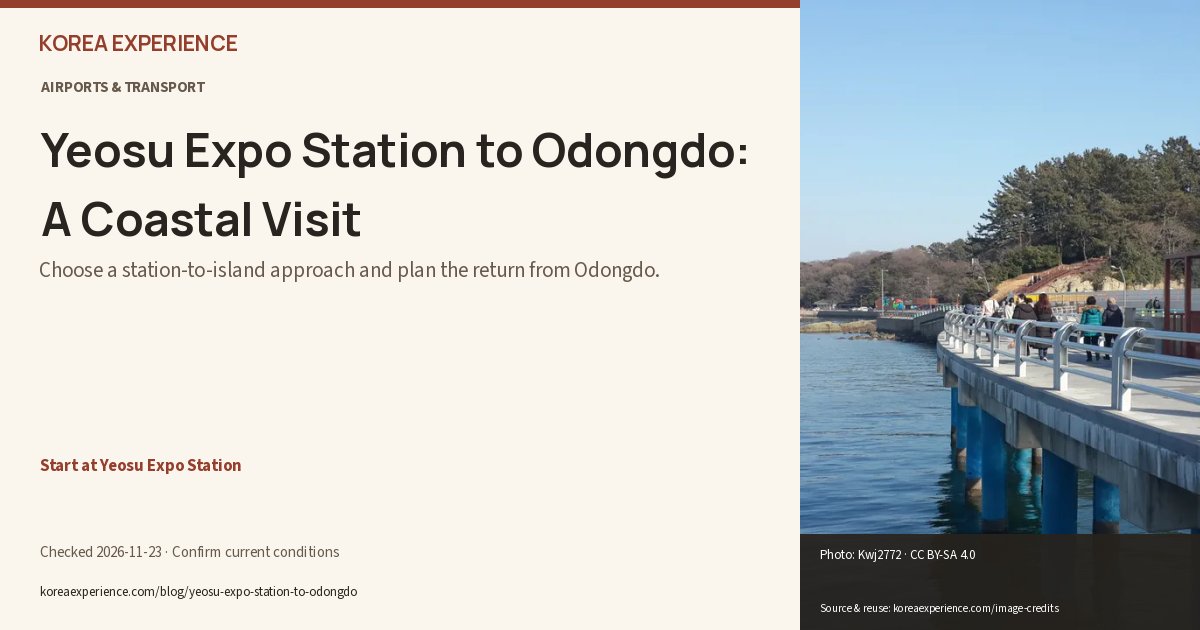 KOREA EXPERIENCE
AIRPORTS & TRANSPORT
Yeosu Expo Station to Odongdo:
A Coastal Visit
Choose a station-to-island approach and plan the return from Odongdo.
Start at Yeosu Expo Station
Checked 2026-11-23 · Confirm current conditions
koreaexperience.com/blog/yeosu-expo-station-to-odongdo
Photo: Kwj2772 · CC BY-SA 4.0
Source & reuse: koreaexperience.com/image-credits